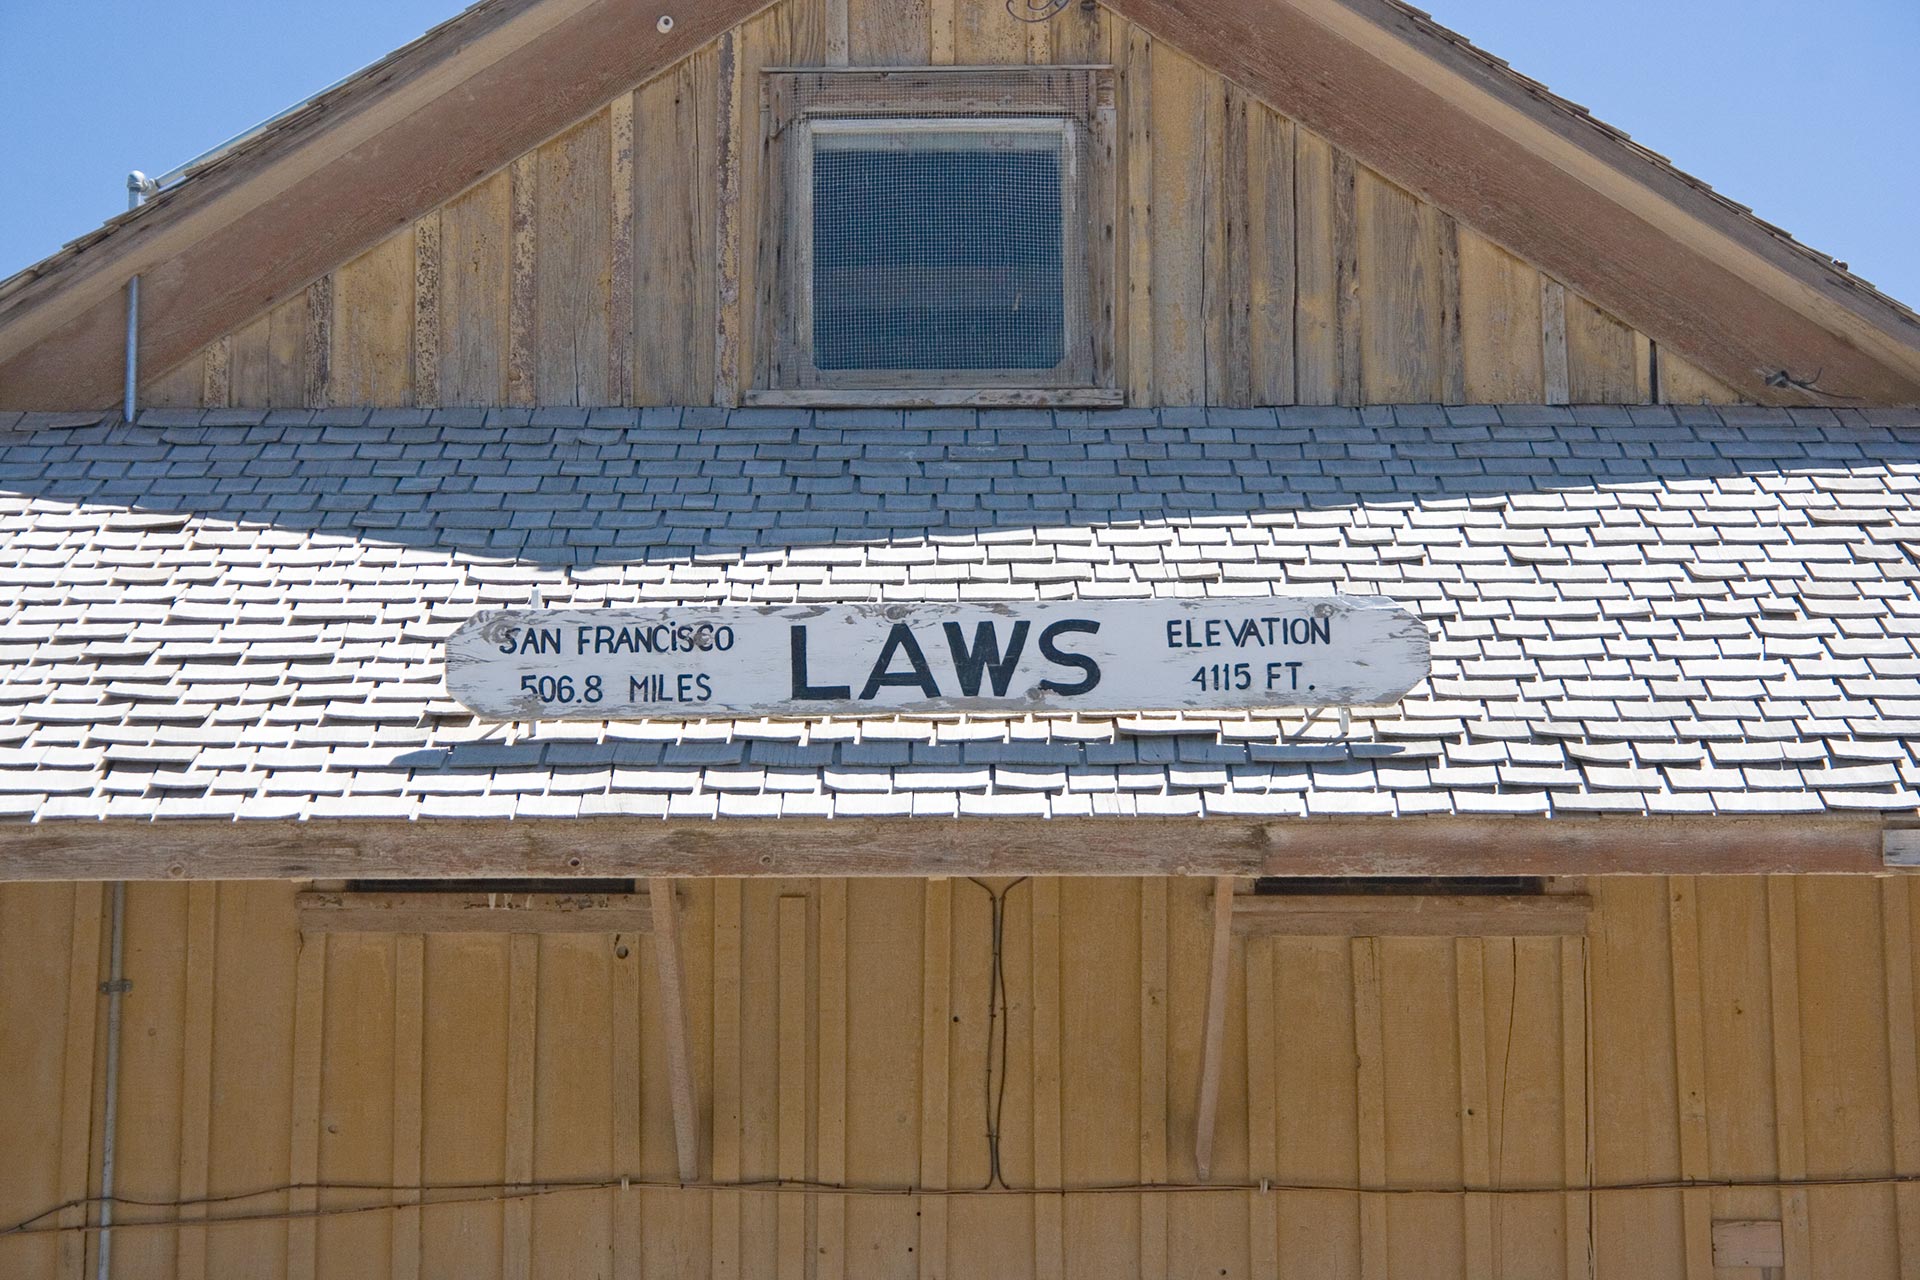 SAN FRANCiSCO
506.8 MILES
LAWS
ELEVATION
4115 FT.